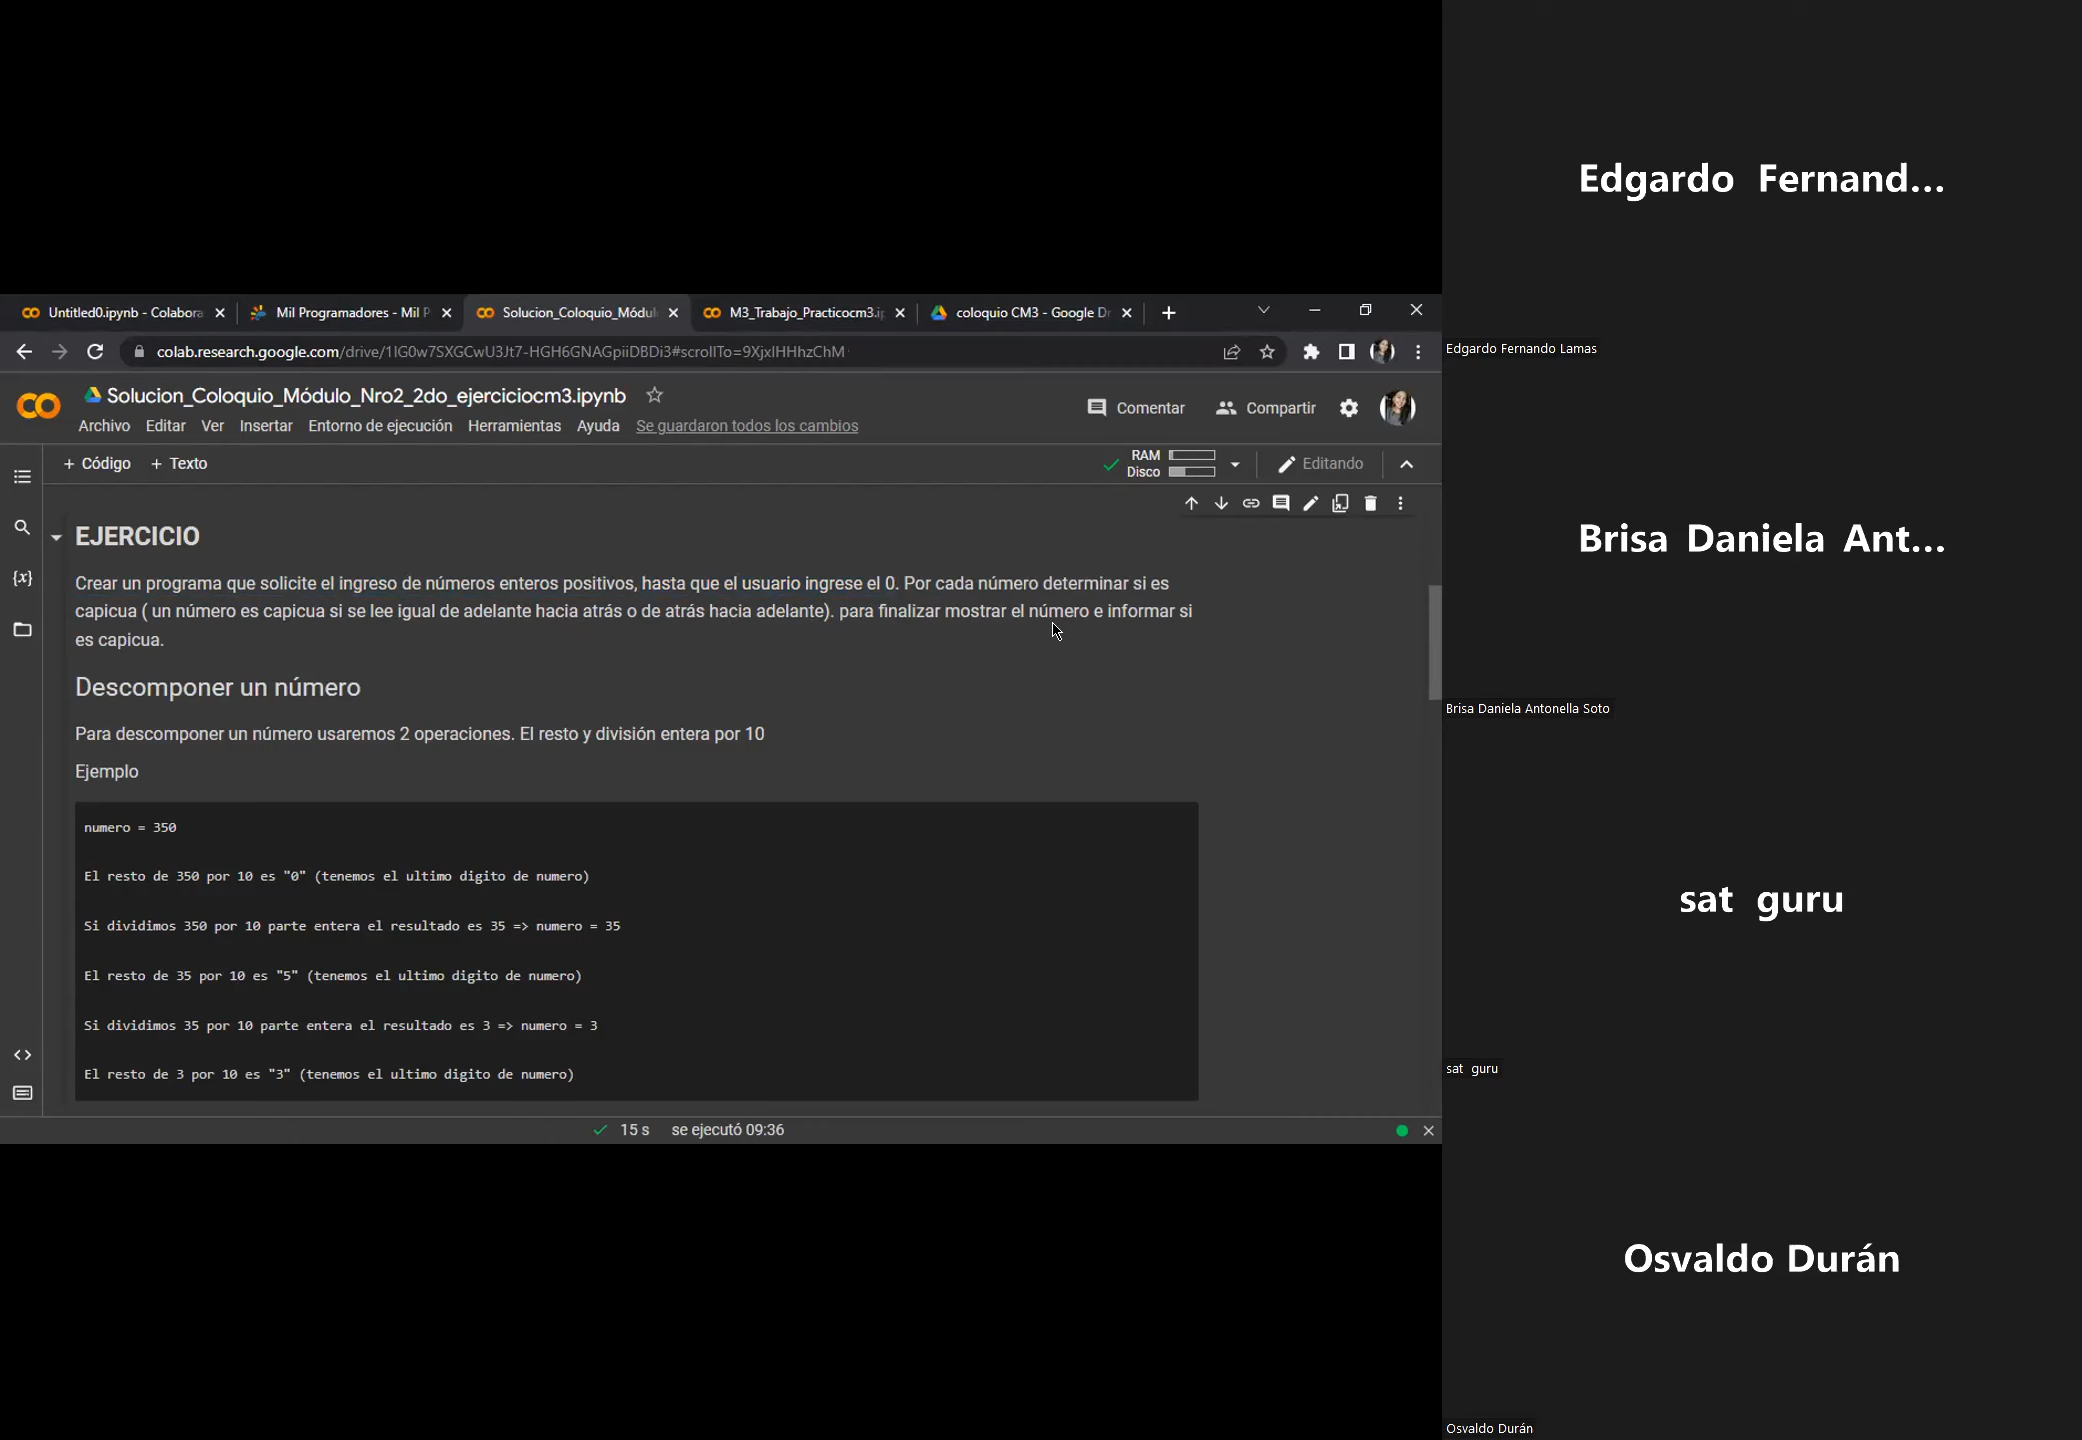 Untitled0.ipynb - Colabora
Mil Programadores - Mil P
Solucion_Coloquio_Módul
M3_Trabajo_Practicocm3.i
coloquio CM3 - Google Dr
colab.research.google.com/drive/1IG0w7SXGCwU3Jt7-HGH6GNAGpiiDBDi3#scrollTo=9XjxlHHhzChM
Solucion_Coloquio_Módulo_Nro2_2do_ejerciciocm3.ipynb
Comentar
Compartir
Archivo Editar Ver Insertar Entorno de ejecución Herramientas Ayuda Se guardaron todos los cambios
+ Código + Texto
RAM
Disco
Editando
EJERCICIO
Crear un programa que solicite el ingreso de números enteros positivos, hasta que el usuario ingrese el 0. Por cada número determinar si es
capicua ( un número es capicua si se lee igual de adelante hacia atrás o de atrás hacia adelante). para finalizar mostrar el número e informar si
es capicua.
Descomponer un número
Para descomponer un número usaremos 2 operaciones. El resto y división entera por 10
Ejemplo
numero = 350
El resto de 350 por 10 es "0" (tenemos el ultimo digito de numero)
Si dividimos 350 por 10 parte entera el resultado es 35 => numero = 35
El resto de 35 por 10 es "5" (tenemos el ultimo digito de numero)
Si dividimos 35 por 10 parte entera el resultado es 3 => numero = 3
El resto de 3 por 10 es "3" (tenemos el ultimo digito de numero)
15 s se ejecutó 09:36
Edgardo Fernand...
Edgardo Fernando Lamas
Brisa Daniela Ant...
Brisa Daniela Antonella Soto
sat guru
sat guru
Osvaldo Durán
Osvaldo Durán